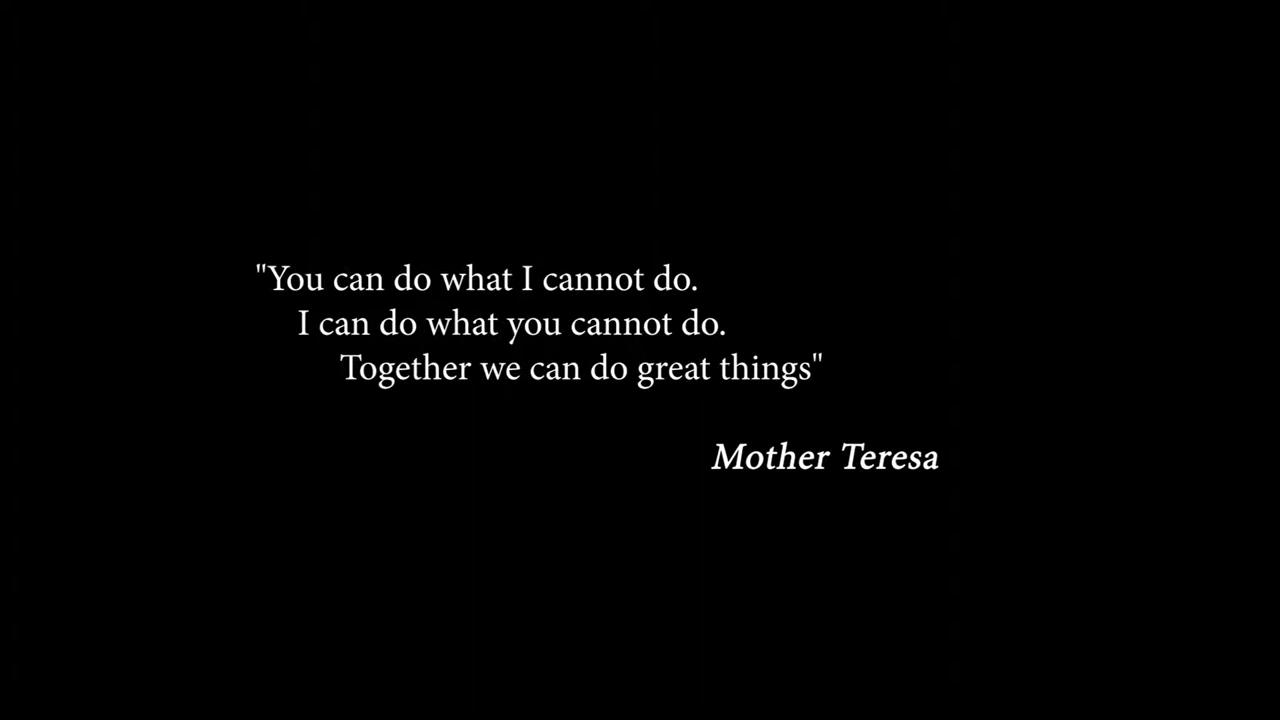 "You can do what I cannot do.
I can do what you cannot do.
Together we can do great things"
Mother Teresa